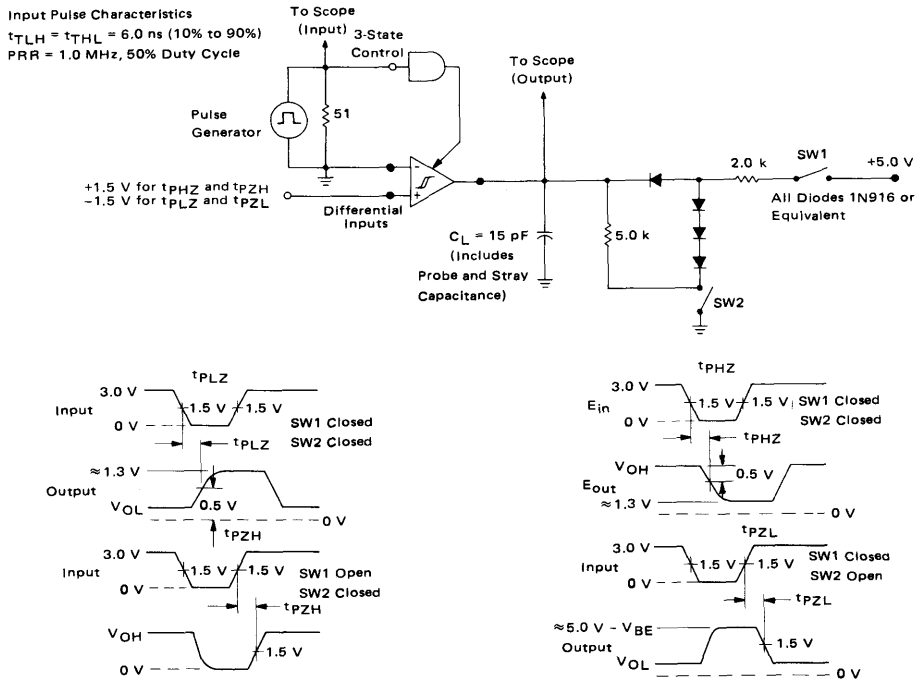 Input Pulse Characteristics
tTLH = tTHL = 6.0 ns (10% to 90%)
PRR = 1.0 MHz, 50% Duty Cycle
To Scope
(Input)
3-State
Control
To Scope
(Output)
Pulse
Generator
51
2.0 k
SW1
+5.0 V
+1.5 V for tPHZ and tPZH
−1.5 V for tPLZ and tPZL
-
+
Differential
Inputs
CL = 15 pF
(Includes
Probe and Stray
Capacitance)
5.0 k
All Diodes 1N916 or
Equivalent
SW2
tPLZ
3.0 V
Input
1.5 V
1.5 V
0 V
SW1 Closed
SW2 Closed
tPLZ
≈1.3 V
Output
0.5 V
VOL
0 V
tPZH
3.0 V
Input
1.5 V
1.5 V
0 V
SW1 Open
SW2 Closed
tPZH
VOH
1.5 V
0 V
tPHZ
3.0 V
Ein
1.5 V
1.5 V
0 V
SW1 Closed
SW2 Closed
tPHZ
VOH
0.5 V
Eout
≈1.3 V
0 V
tPZL
3.0 V
Input
1.5 V
1.5 V
0 V
SW1 Closed
SW2 Open
tPZL
≈5.0 V - VBE
Output
1.5 V
VOL
0 V